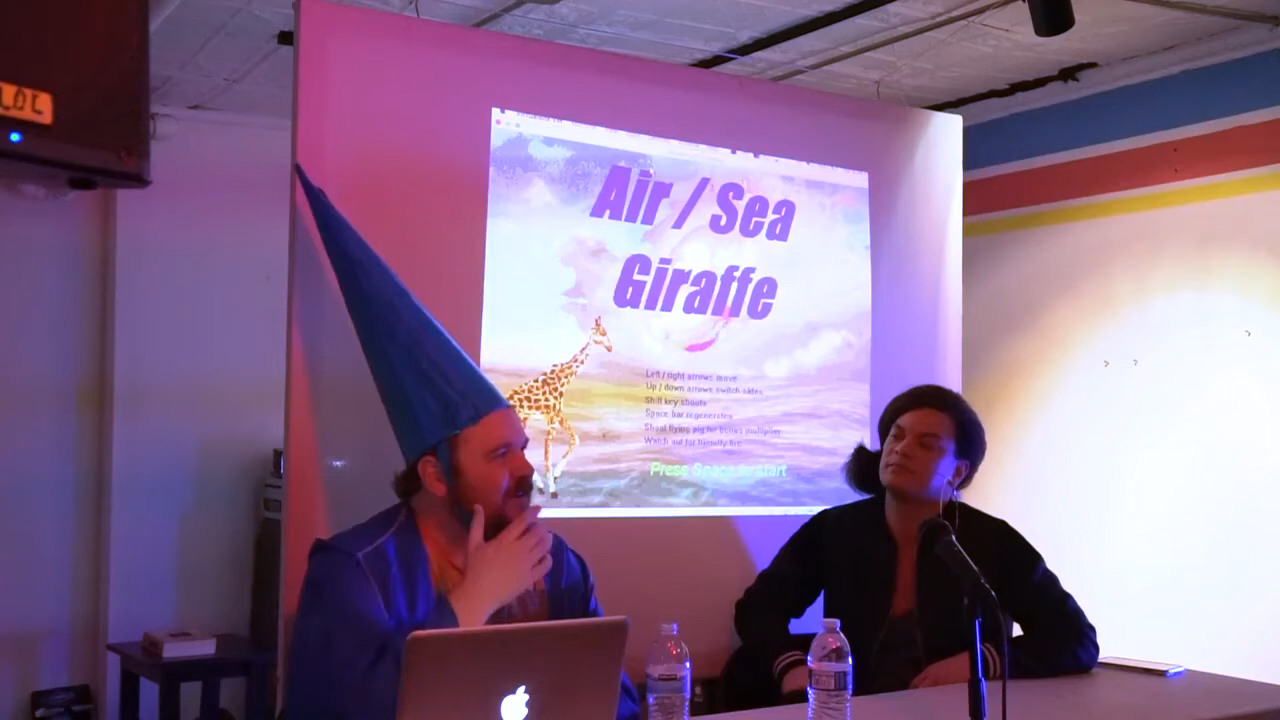 Air / Sea
Giraffe
Left / right arrows move
Up / down arrows switch sides
Shift key shoots
Space bar regenerates
Shoot flying pig for bonus multiplier
Watch out for friendly fire
Press Space to start